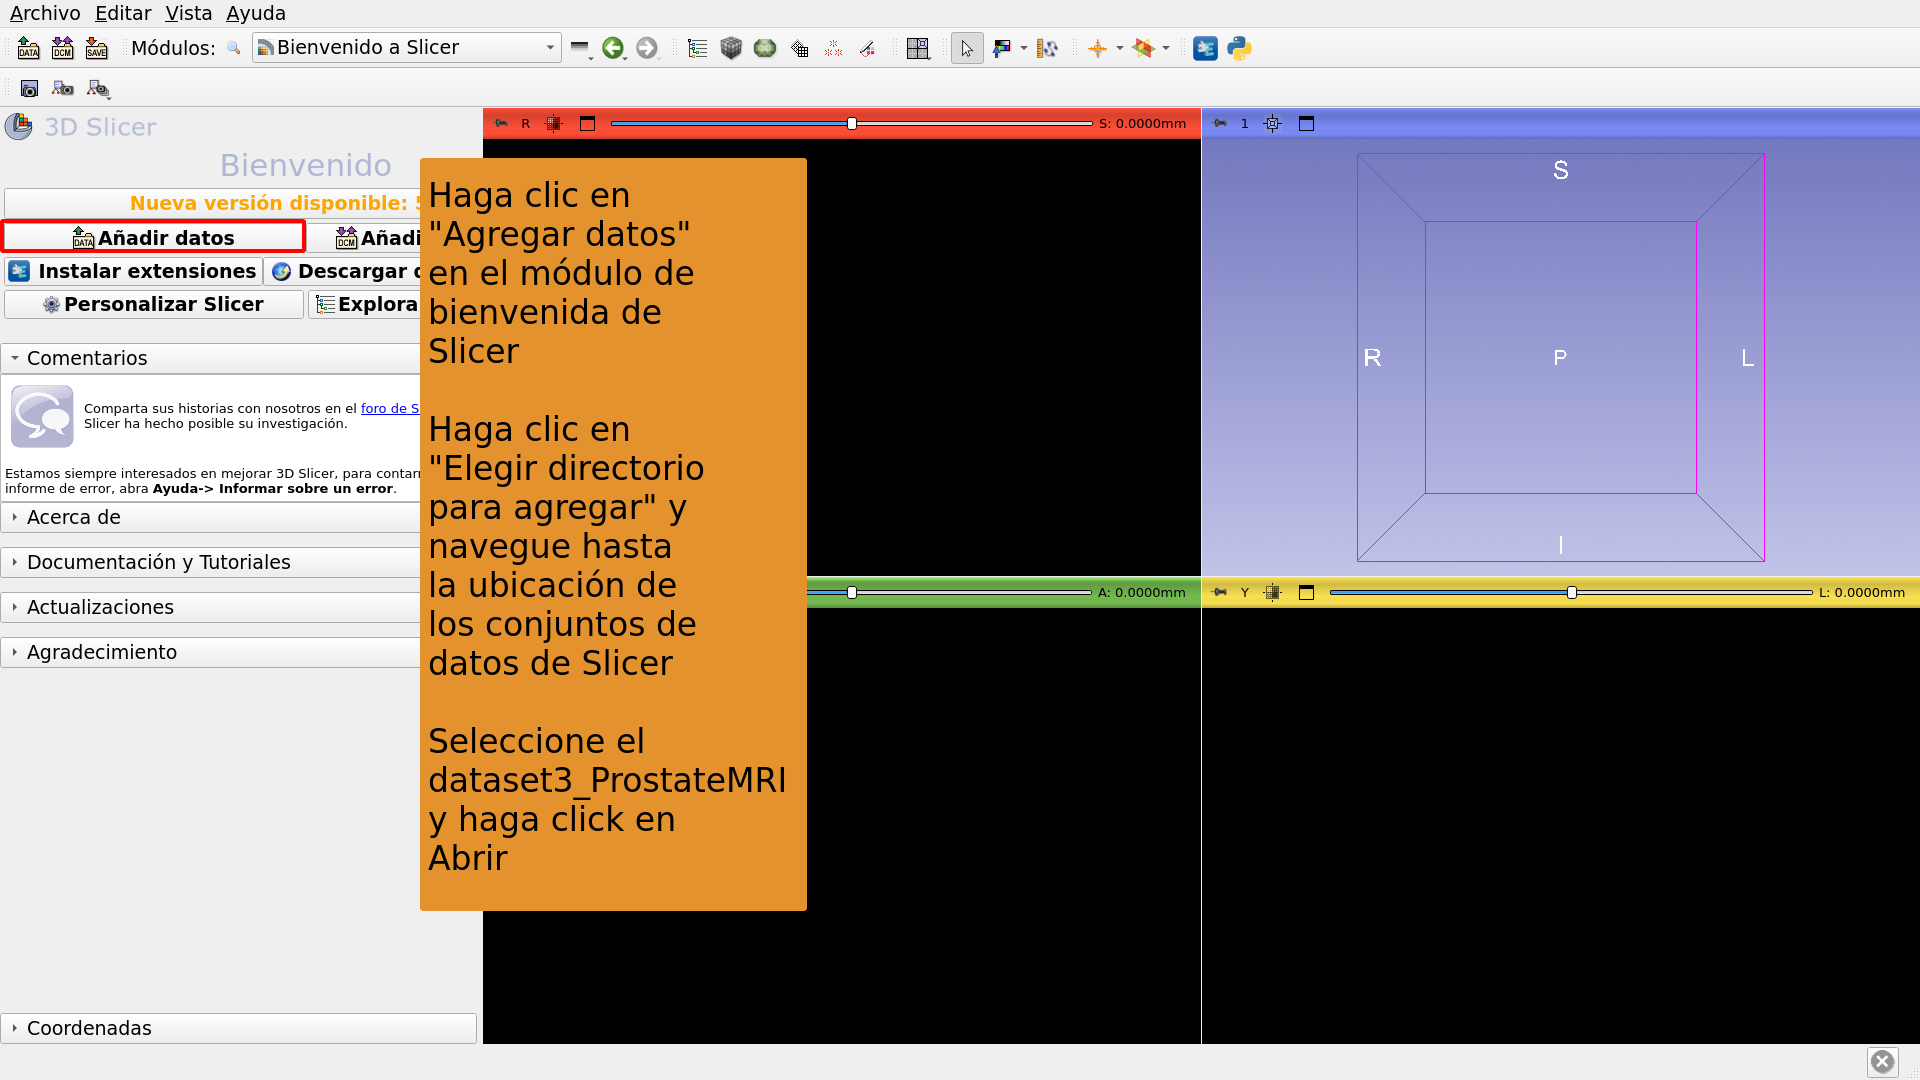 Archivo Editar Vista Ayuda
DATA DCM SAVE Módulos: Bienvenido a Slicer
3D Slicer
Bienvenido
Nueva versión disponible:
DATA Añadir datos
DCM
Instalar extensiones
Descargar
Personalizar Slicer
Comentarios
Comparta sus historias con nosotros en el foro de
Slicer ha hecho posible su investigación.
Estamos siempre interesados en mejorar 3D Slicer, para
informe de error, abra Ayuda-> Informar sobre un error.
Acerca de
Documentación y Tutoriales
Actualizaciones
Agradecimiento
Coordenadas
Haga clic en
"Agregar datos"
en el módulo de
bienvenida de
Slicer
Haga clic en
"Elegir directorio
para agregar" y
navegue hasta
la ubicación de
los conjuntos de
datos de Slicer
Seleccione el
dataset3_ProstateMRI
y haga click en
Abrir
R S: 0.0000mm
1
S
R P L
I
A: 0.0000mm
Y L: 0.0000mm